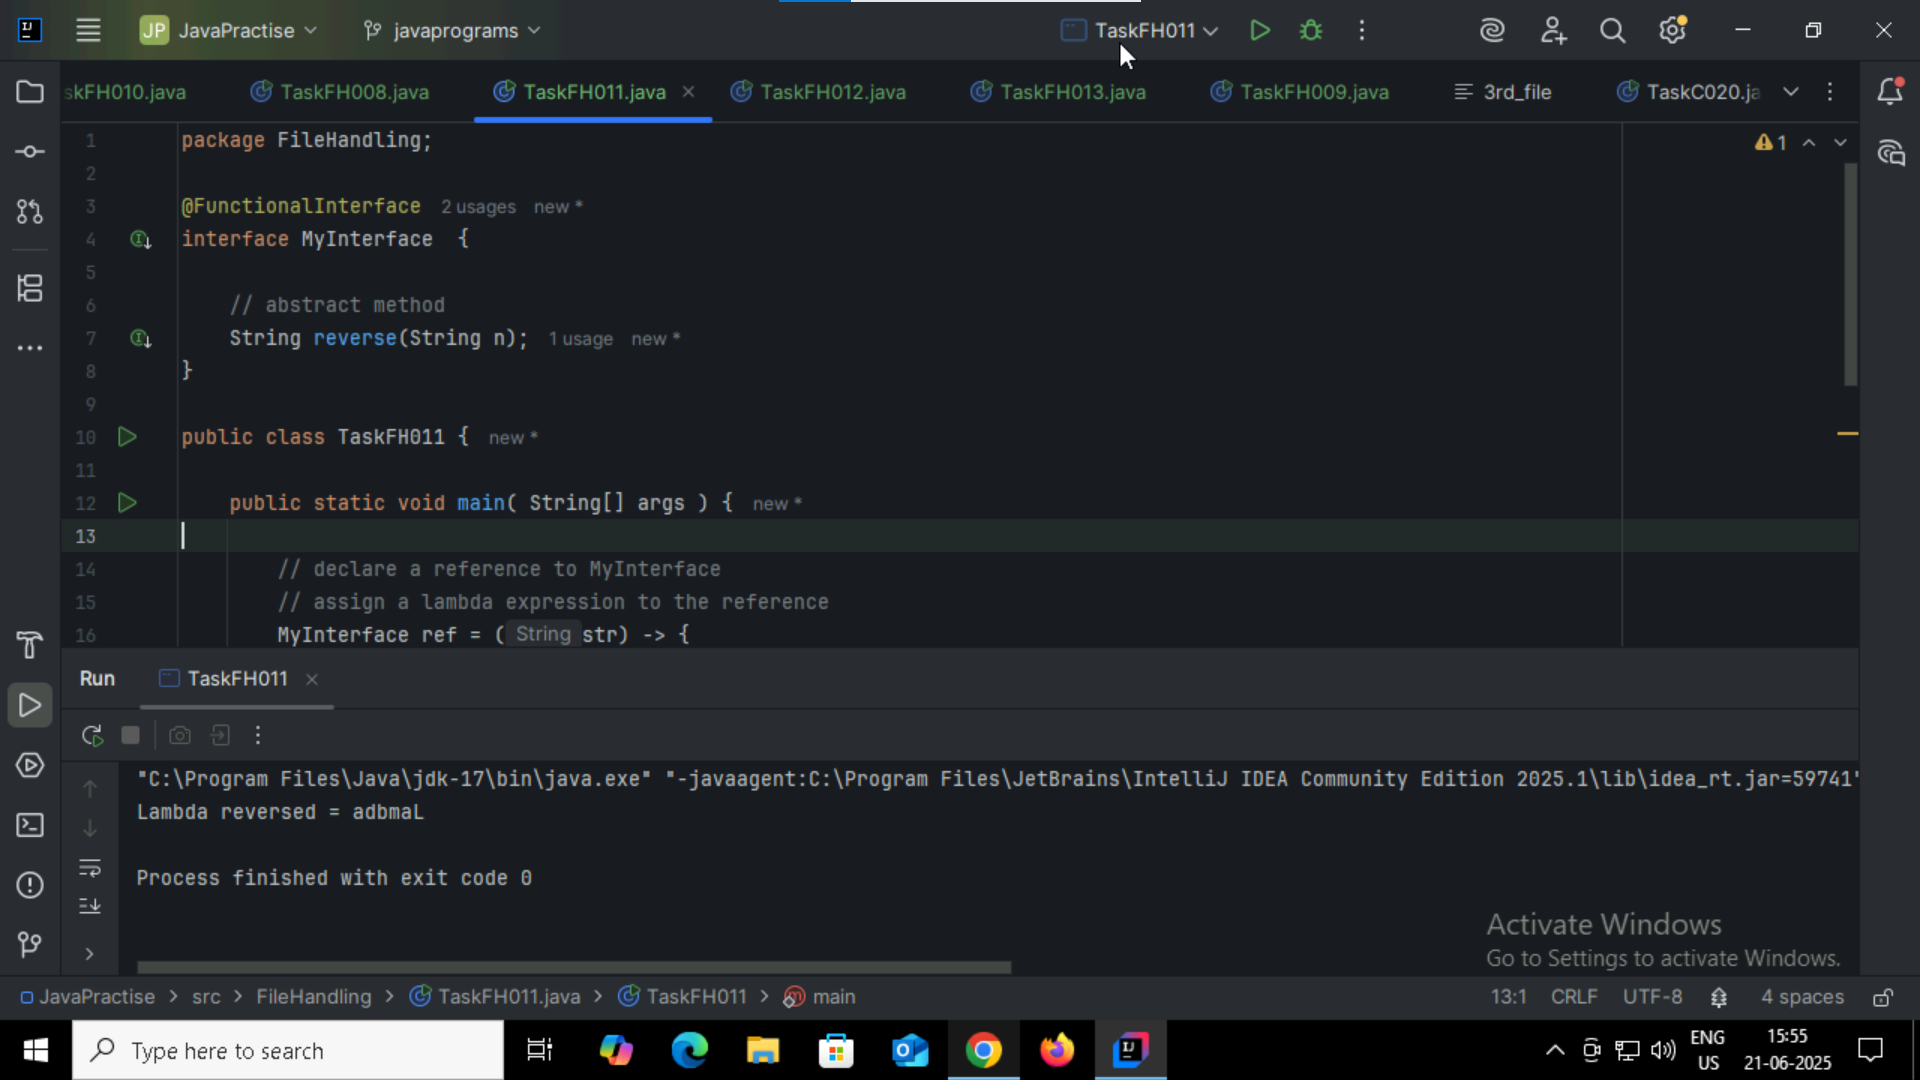 JP JavaPractise javaprograms TaskFH011
skFH010.java TaskFH008.java TaskFH011.java TaskFH012.java TaskFH013.java TaskFH009.java 3rd_file TaskC020.ja
1 package FileHandling; 1
2
3 @FunctionalInterface 2 usages new *
4 interface MyInterface {
5
6 // abstract method
7 String reverse(String n); 1 usage new *
8 }
9
10 public class TaskFH011 { new *
11
12 public static void main( String[] args ) { new *
13
14 // declare a reference to MyInterface
15 // assign a lambda expression to the reference
16 MyInterface ref = ( String str) -> {
Run TaskFH011
"C:\Program Files\Java\jdk-17\bin\java.exe" "-javaagent:C:\Program Files\JetBrains\IntelliJ IDEA Community Edition 2025.1\lib\idea_rt.jar=59741"
Lambda reversed = adbmaL
Process finished with exit code 0
Activate Windows
Go to Settings to activate Windows.
JavaPractise > src > FileHandling > TaskFH011.java > TaskFH011 > main 13:1 CRLF UTF-8 4 spaces
Type here to search
ENG
US
15:55
21-06-2025